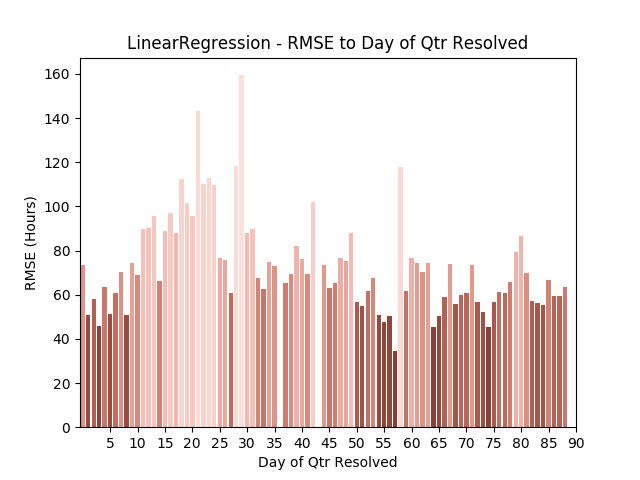 LinearRegression - RMSE to Day of Qtr Resolved
160
140
120
100
80
60
40
20
0
RMSE (Hours)
5 10 15 20 25 30 35 40 45 50 55 60 65 70 75 80 85 90
Day of Qtr Resolved